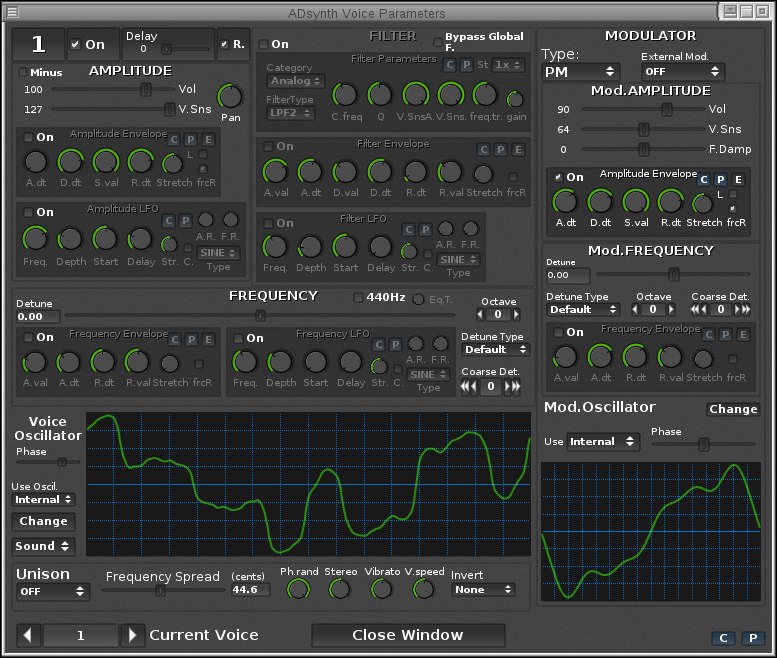 ADsynth Voice Parameters
1 On Delay 0 R.
Minus AMPLITUDE
100 Vol
127 V.Sns
Pan
On Amplitude Envelope C P E
L
A.dt D.dt S.val R.dt Stretch frcR
On Amplitude LFO C P
A.R. F.R.
SINE
Freq. Depth Start Delay Str. C. Type
On FILTER Bypass Global F.
Filter Parameters C P St 1x
Category
Analog
FilterType
LPF2
C.freq Q V.SnsA. V.Sns. freq.tr. gain
On Filter Envelope C P E
A.val A.dt D.val D.dt R.dt R.val Stretch frcR
On Filter LFO C P
A.R. F.R.
SINE
Freq. Depth Start Delay Str. C. Type
FREQUENCY 440Hz Eq.T.
Detune
0.00
Octave
0
On Frequency Envelope C P E
A.val A.dt R.dt R.val Stretch frcR
On Frequency LFO C P
A.R. F.R.
SINE
Freq. Depth Start Delay Str. C. Type
Detune Type
Default
Coarse Det.
0
Voice Oscillator
Phase
Use Oscil.
Internal
Change
Sound
Unison
OFF
Frequency Spread (cents)
44.6
Ph.rand Stereo Vibrato V.speed
Invert
None
1 Current Voice
Close Window
MODULATOR
Type:
PM
External Mod.
OFF
Mod.AMPLITUDE
90 Vol
64 V.Sns
0 F.Damp
On Amplitude Envelope C P E
L
A.dt D.dt S.val R.dt Stretch frcR
Mod.FREQUENCY
Detune
0.00
Detune Type Octave Coarse Det.
Default 0 0
On Frequency Envelope C P E
A.val A.dt R.dt R.val Stretch frcR
Mod.Oscillator Change
Use Internal Phase
C P